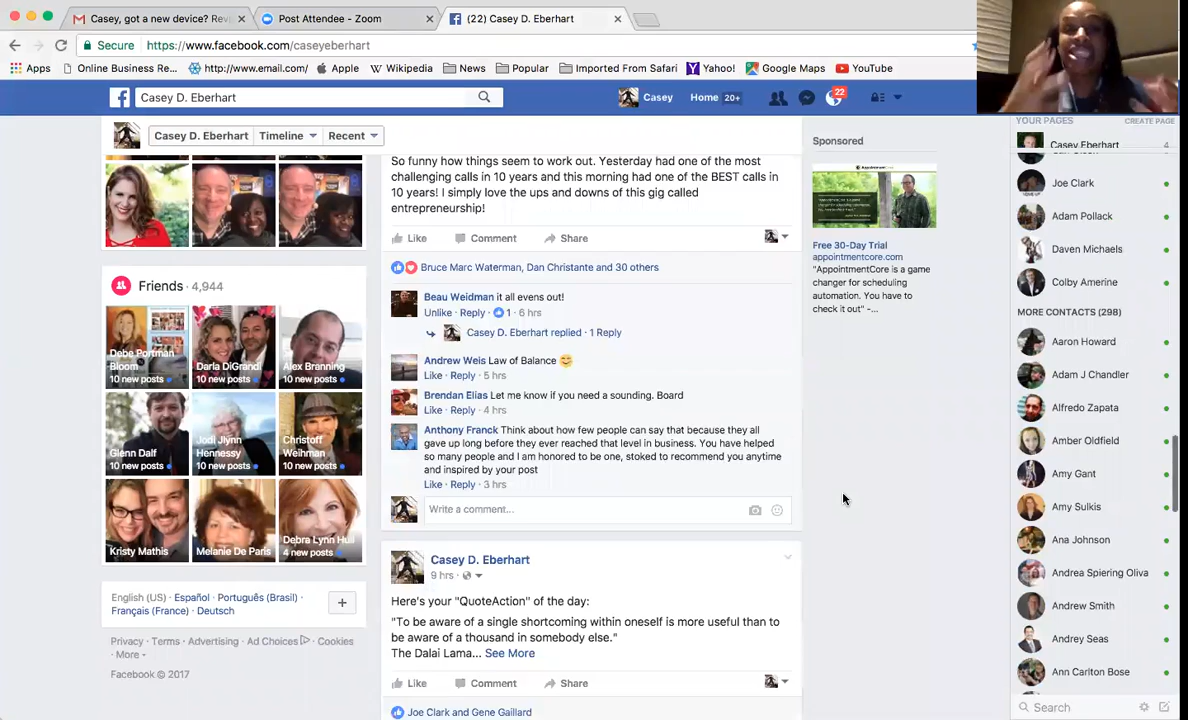 Casey, got a new device? Rev
Post Attendee - Zoom
(22) Casey D. Eberhart
Secure
https://www.facebook.com/caseyeberhart
Apps
Online Business Re...
http://www.email.com/
Apple
Wikipedia
News
Popular
Imported From Safari
Yahoo!
Google Maps
YouTube
Casey D. Eberhart
Casey
Home 20+
22
Casey D. Eberhart
Timeline
Recent
Friends · 4,944
Debe Portman
Bloom
10 new posts
Darla DiGrandi
10 new posts
Alex Branning
10 new posts
Glenn Dalf
10 new posts
Jodi Jlynn
Hennessy
10 new posts
Christoff
Weihman
10 new posts
Kristy Mathis
Melanie De Paris
Debra Lynn Hull
4 new posts
English (US) · Español · Português (Brasil) ·
Français (France) · Deutsch
Privacy · Terms · Advertising · Ad Choices · Cookies
· More
Facebook © 2017
So funny how things seem to work out. Yesterday had one of the most
challenging calls in 10 years and this morning had one of the BEST calls in
10 years! I simply love the ups and downs of this gig called
entrepreneurship!
Like
Comment
Share
Bruce Marc Waterman, Dan Christante and 30 others
Beau Weidman it all evens out!
Unlike · Reply · 1 · 6 hrs
Casey D. Eberhart replied · 1 Reply
Andrew Weis Law of Balance 😊
Like · Reply · 5 hrs
Brendan Elias Let me know if you need a sounding. Board
Like · Reply · 4 hrs
Anthony Franck Think about how few people can say that because they all
gave up long before they ever reached that level in business. You have helped
so many people and I am honored to be one, stoked to recommend you anytime
and inspired by your post
Like · Reply · 3 hrs
Write a comment...
Casey D. Eberhart
9 hrs ·
Here's your "QuoteAction" of the day:
"To be aware of a single shortcoming within oneself is more useful than to
be aware of a thousand in somebody else."
The Dalai Lama... See More
Like
Comment
Share
Joe Clark and Gene Gaillard
Sponsored
Free 30-Day Trial
appointmentcore.com
"AppointmentCore is a game
changer for scheduling
automation. You have to
check it out" -...
YOUR PAGES
CREATE PAGE
Casey Eberhart
4
Joe Clark
Adam Pollack
Daven Michaels
Colby Amerine
MORE CONTACTS (298)
Aaron Howard
Adam J Chandler
Alfredo Zapata
Amber Oldfield
Amy Gant
Amy Sulkis
Ana Johnson
Andrea Spiering Oliva
Andrew Smith
Andrey Seas
Ann Carlton Bose
Search